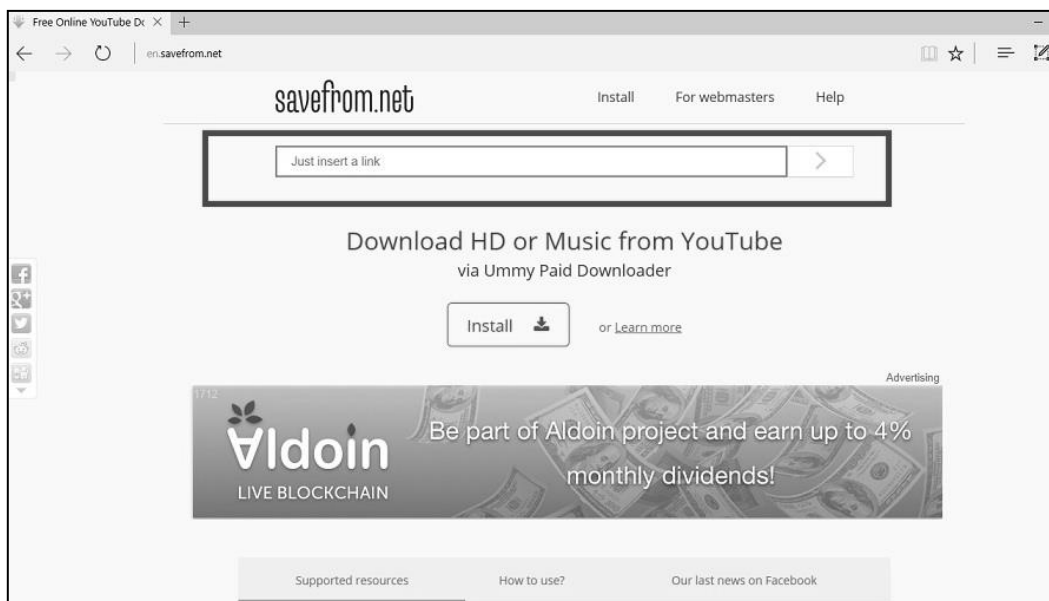 Free Online YouTube Dc
en.savefrom.net
savefrom.net
Install For webmasters Help
Just insert a link
Download HD or Music from YouTube
via Ummy Paid Downloader
Install or Learn more
Advertising
1712
Aldoin
LIVE BLOCKCHAIN
Be part of Aldoin project and earn up to 4%
monthly dividends!
Supported resources How to use? Our last news on Facebook